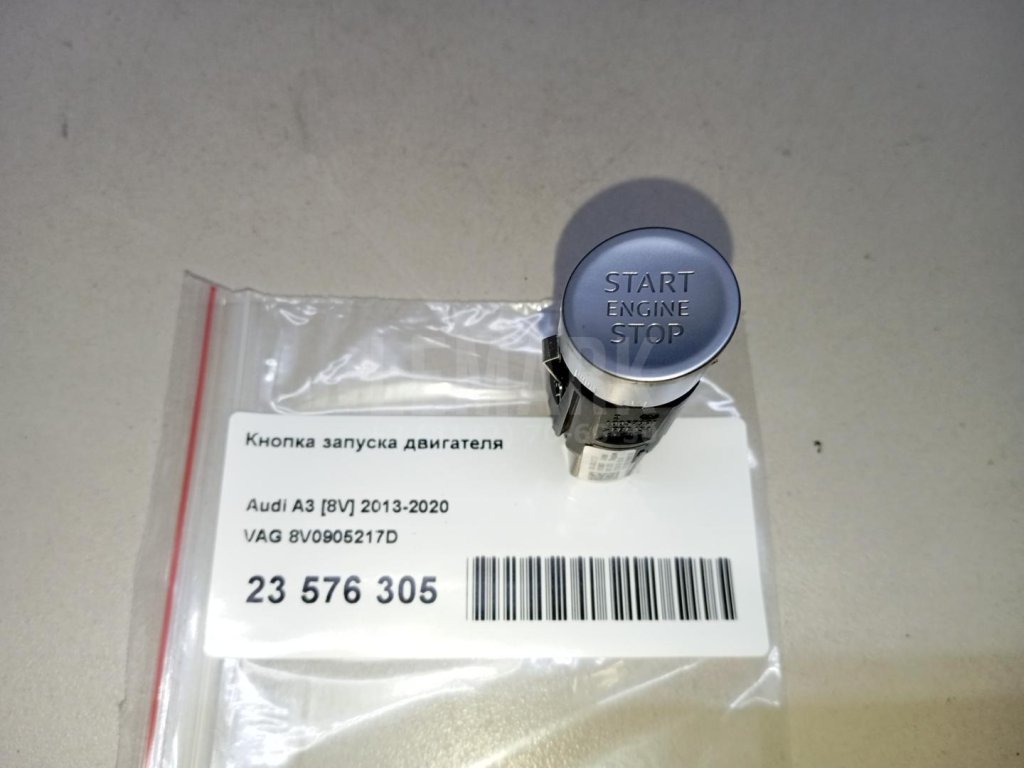 START
ENGINE
STOP
Кнопка запуска двигателя
Audi A3 [8V] 2013-2020
VAG 8V0905217D
23 576 305